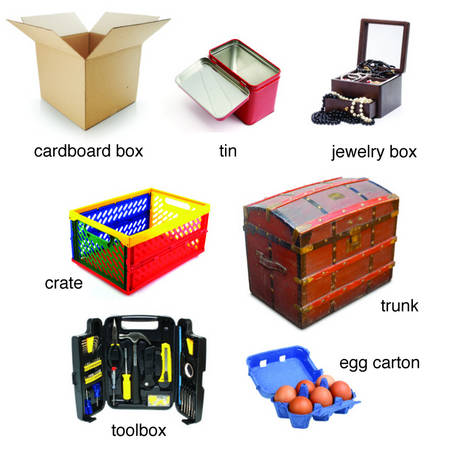 cardboard box
tin
jewelry box
crate
trunk
egg carton
toolbox